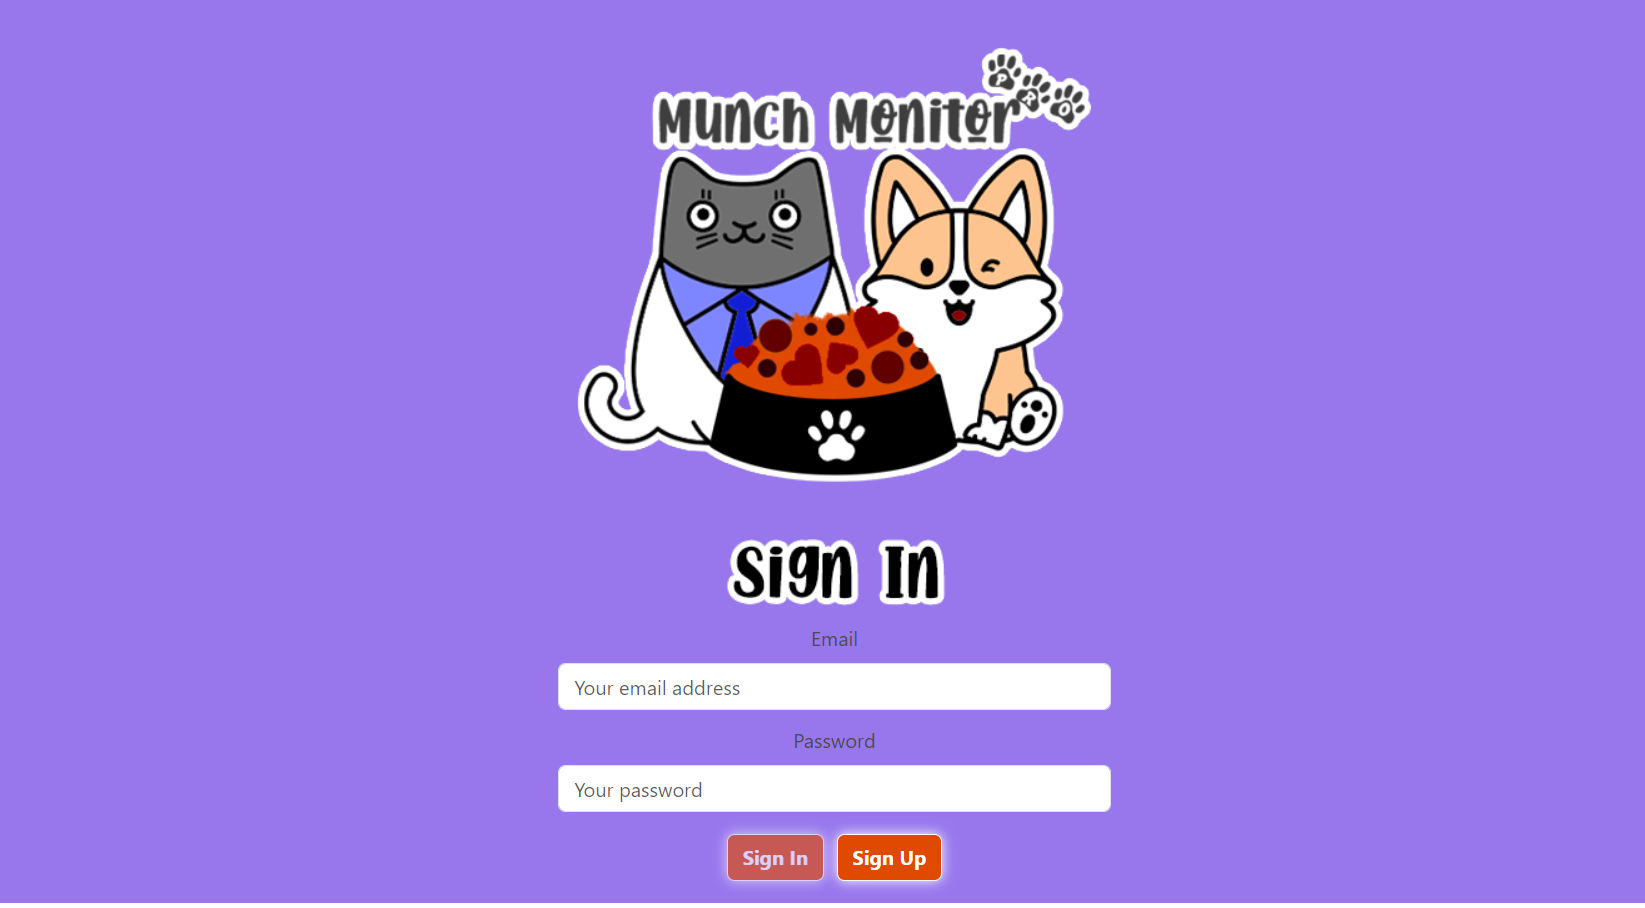 PRO
Munch Monitor
Sign In
Email
Your email address
Password
Your password
Sign In
Sign Up